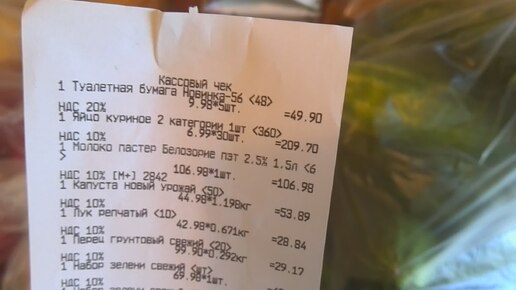 Кассовый чек
1 Туалетная бумага Новинка-56 <48>
9.98*5шт. =49.90
НДС 20%
1 Яйцо куриное 2 категории 1шт <360>
6.99*30шт. =209.70
НДС 10%
1 Молоко пастер Белозорие пэт 2.5% 1.5л <6
>
106.98*1шт. =106.98
НДС 10% [М+] 2842
1 Капуста новый урожай <50>
44.98*1.198кг =53.89
НДС 10%
1 Лук репчатый <10>
42.98*0.671кг =28.84
НДС 10%
1 Перец грунтовый свежий <20>
99.90*0.292кг =29.17
НДС 10%
1 Набор зелени свежий <шт>
69.98*1шт.
НДС 10%